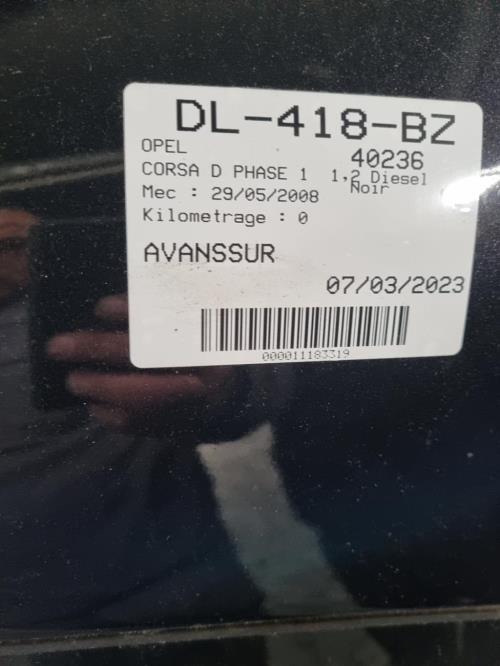 DL-418-BZ
OPEL 40236
CORSA D PHASE 1 1,2 Diesel
Mec : 29/05/2008 Noir
Kilometrage : 0
AVANSSUR
07/03/2023
000011183319